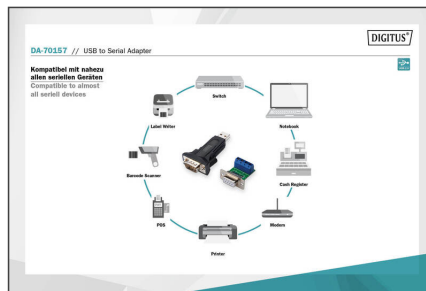 DIGITUS®
DA-70157 // USB to Serial Adapter
Kompatibel mit nahezu
allen seriellen Geräten
Compatible to almost
all seriell devices
Switch
Label Writer
Notebook
Barcode Scanner
Cash Register
POS
Modem
Printer